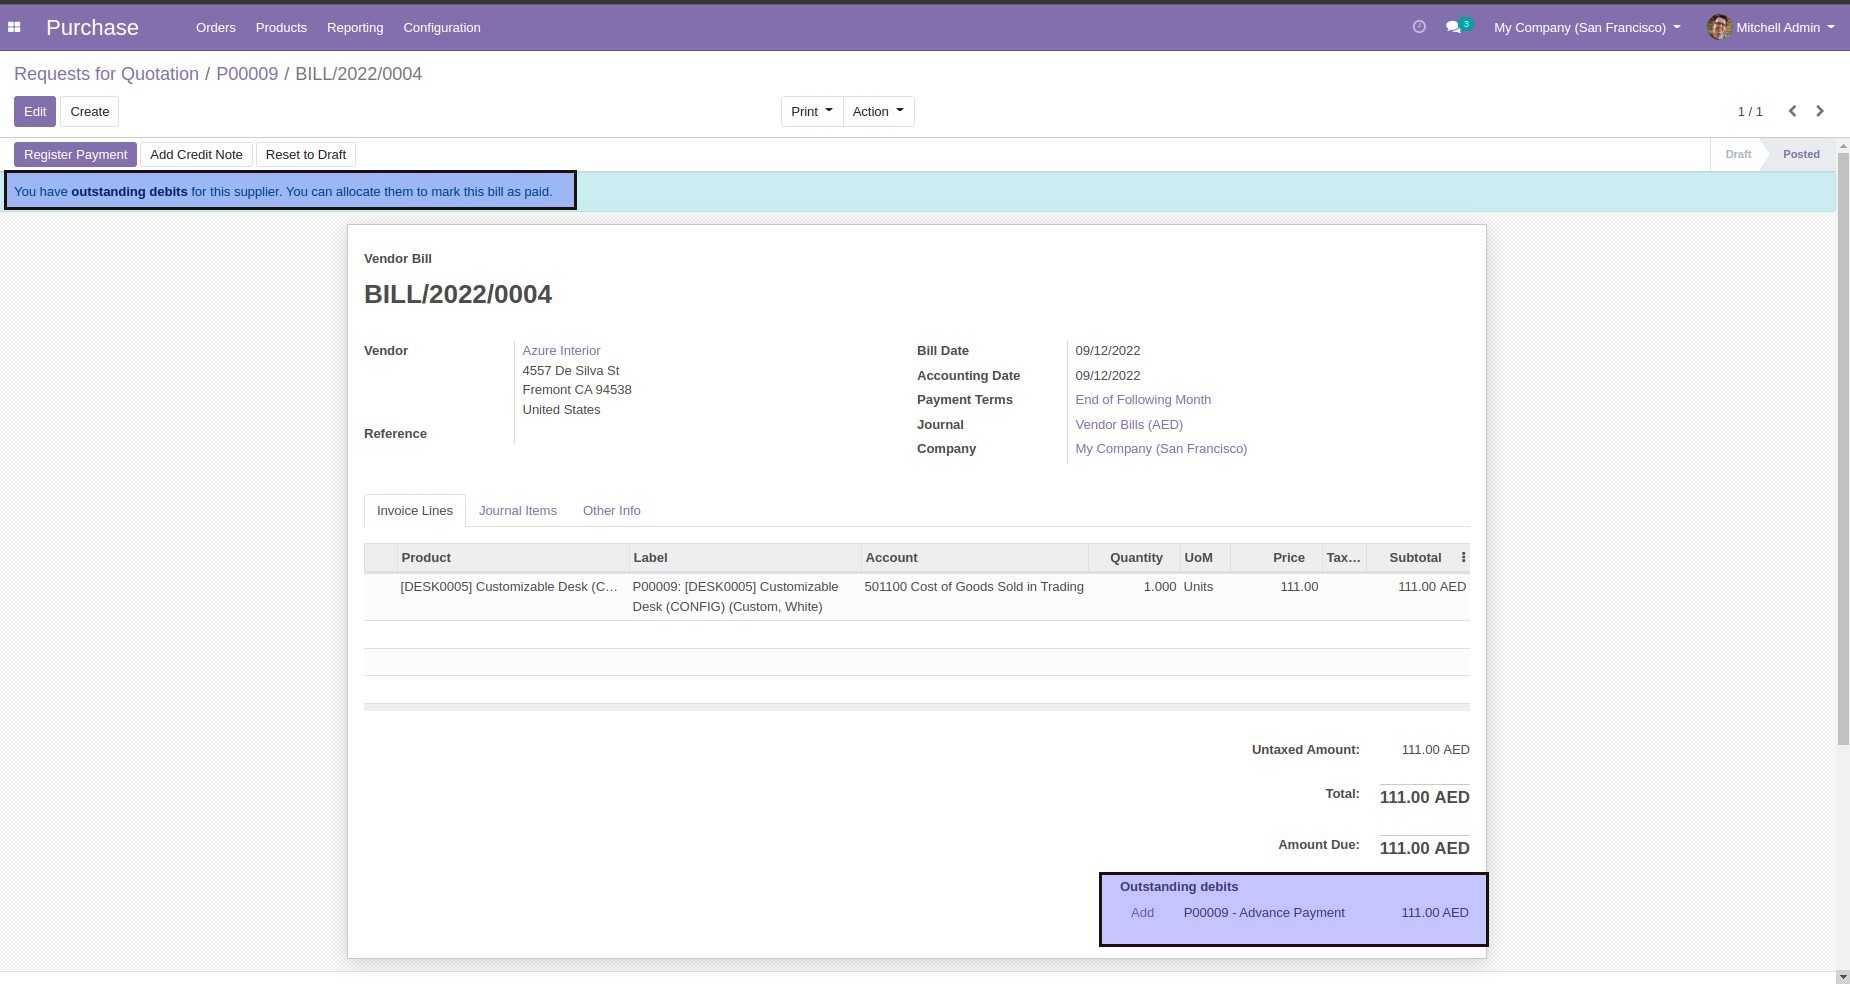 Purchase Orders Products Reporting Configuration 3 My Company (San Francisco) Mitchell Admin
Requests for Quotation / P00009 / BILL/2022/0004
Edit Create Print Action 1 / 1
Register Payment Add Credit Note Reset to Draft Draft Posted
You have outstanding debits for this supplier. You can allocate them to mark this bill as paid.
Vendor Bill
BILL/2022/0004
Vendor Azure Interior
4557 De Silva St
Fremont CA 94538
United States
Reference
Bill Date 09/12/2022
Accounting Date 09/12/2022
Payment Terms End of Following Month
Journal Vendor Bills (AED)
Company My Company (San Francisco)
Invoice Lines Journal Items Other Info
Product Label Account Quantity UoM Price Tax... Subtotal
[DESK0005] Customizable Desk (C... P00009: [DESK0005] Customizable 501100 Cost of Goods Sold in Trading 1.000 Units 111.00 111.00 AED
Desk (CONFIG) (Custom, White)
Untaxed Amount: 111.00 AED
Total: 111.00 AED
Amount Due: 111.00 AED
Outstanding debits
Add P00009 - Advance Payment 111.00 AED